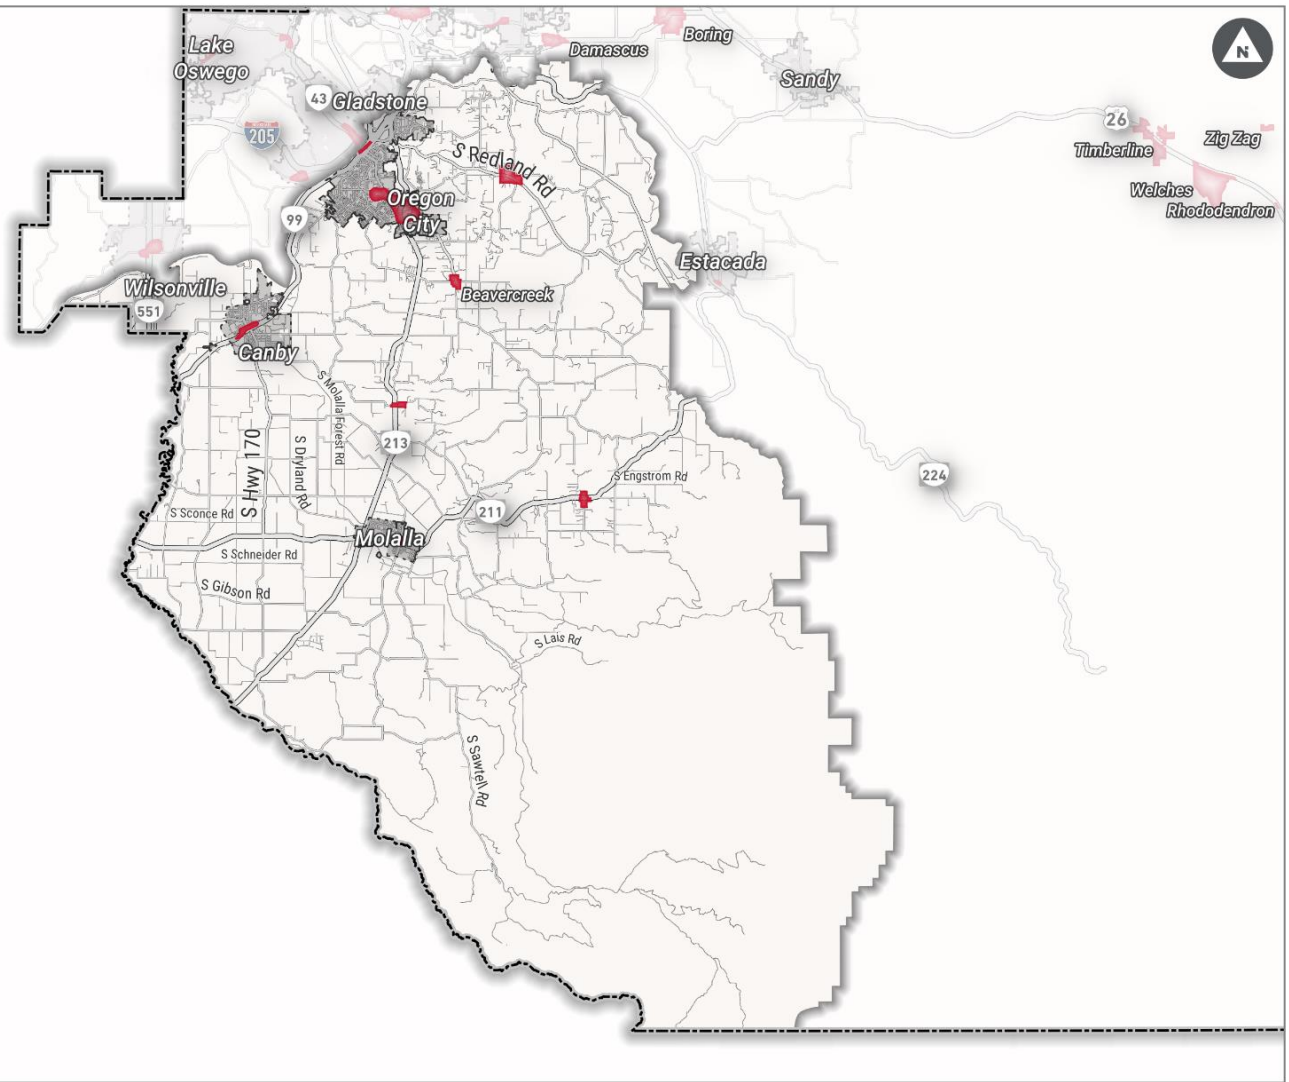 Lake
Oswego
Damascus
Boring
Sandy
N
43
Gladstone
205
26
Timberline
Zig Zag
Welches
Rhododendron
S Redland Rd
Oregon
City
99
Estacada
Wilsonville
551
Beavercreek
Canby
S Molalla Forest Rd
213
S Hwy 170
S Dryland Rd
S Engstrom Rd
224
S Sconce Rd
211
Molalla
S Schneider Rd
S Gibson Rd
S Lais Rd
S Sawtell Rd